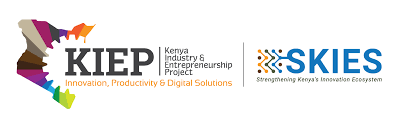 KIEP
Kenya
Industry &
Entrepreneurship
Project
Innovation, Productivity & Digital Solutions
SKIES
Strengthening Kenya's Innovation Ecosystem